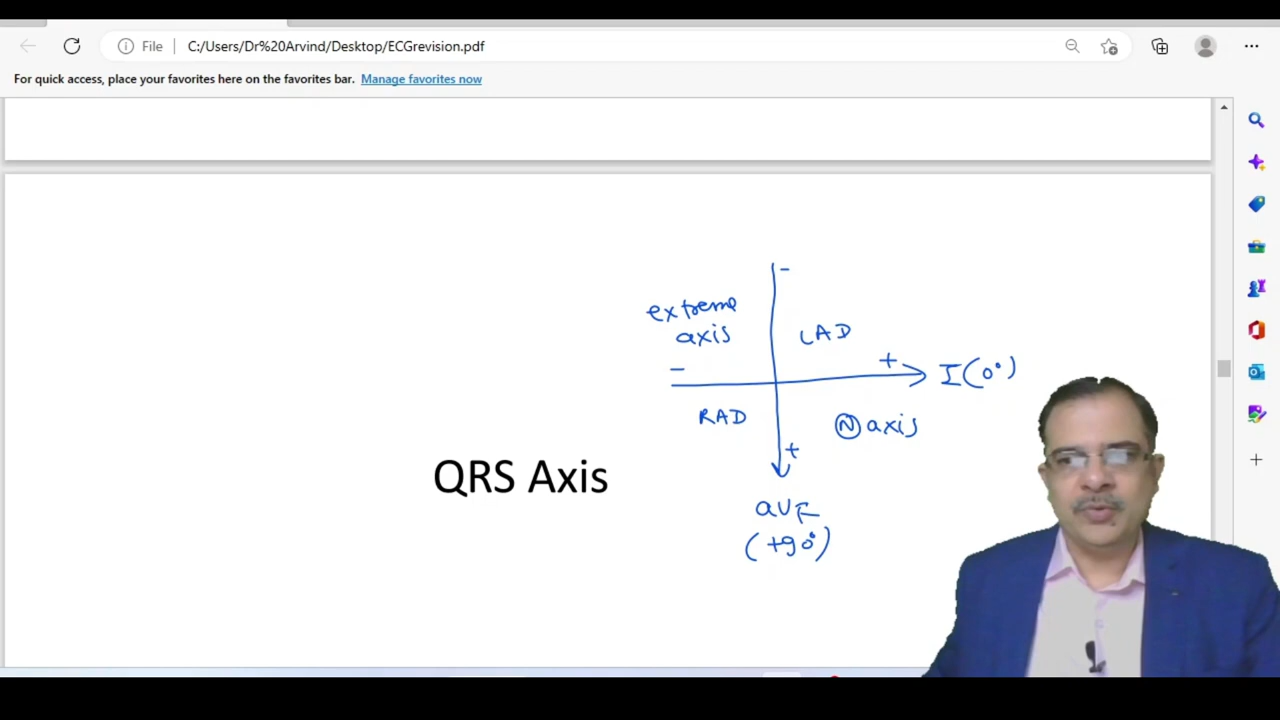 File
C:/Users/Dr%20Arvind/Desktop/ECGrevision.pdf
For quick access, place your favorites here on the favorites bar. Manage favorites now
-
extreme
axis
LAD
-
+
I(0°)
RAD
N axis
+
QRS Axis
aVF
(+90°)